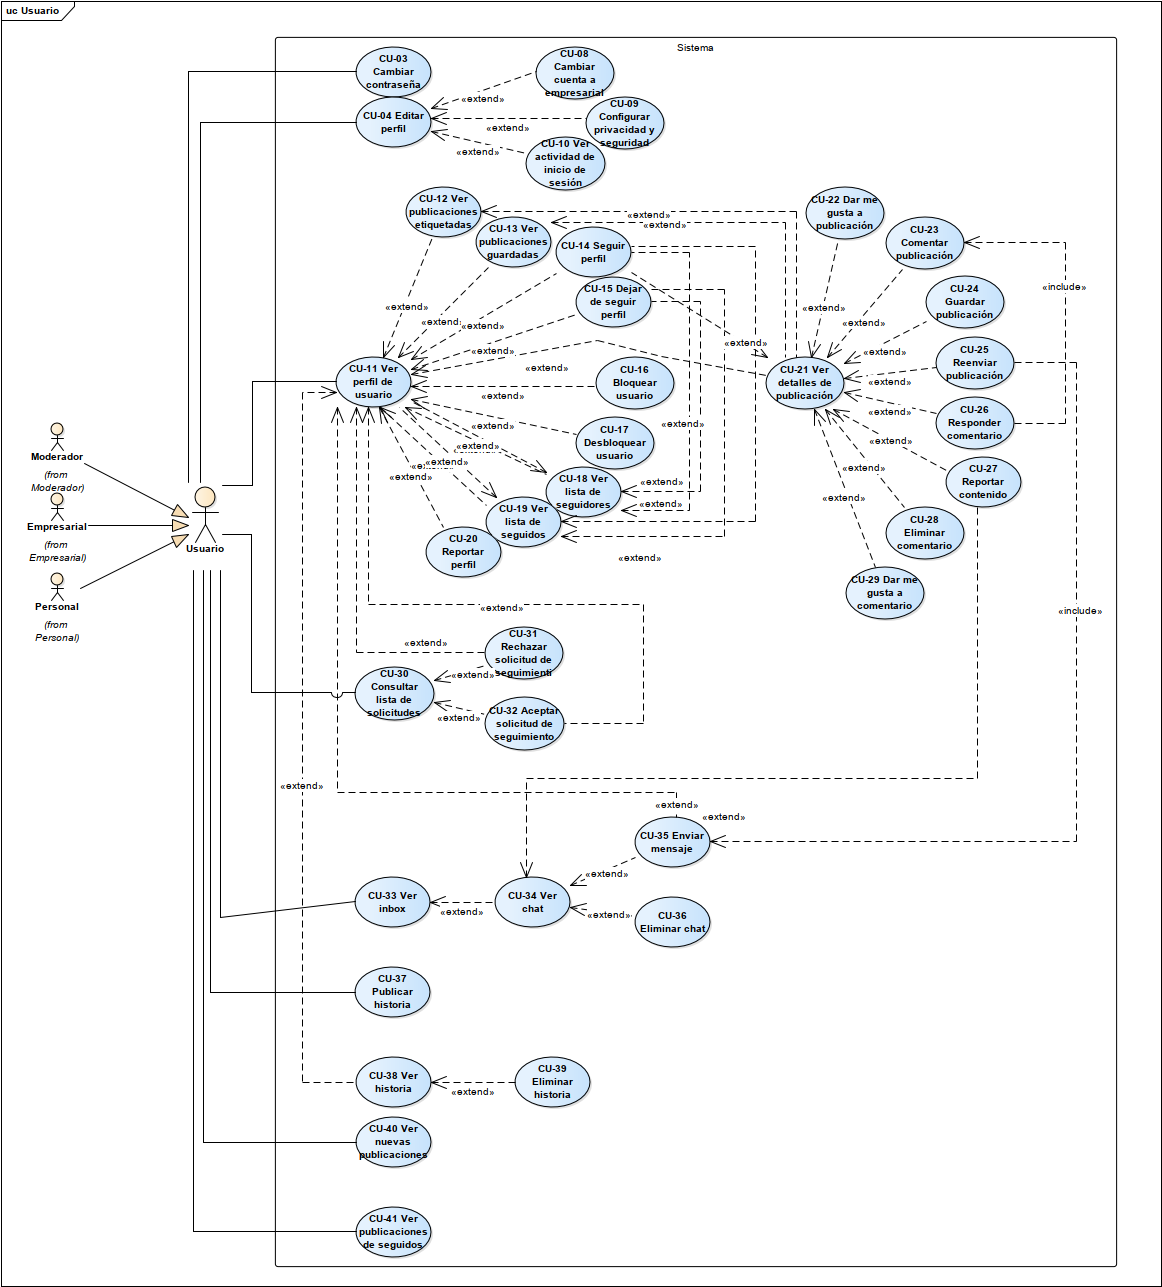 uc Usuario
Sistema
CU-03
Cambiar
contraseña
CU-04 Editar
perfil
CU-08
Cambiar
cuenta a
empresarial
CU-09
Configurar
privacidad y
seguridad
CU-10 Ver
actividad de
inicio de
sesión
«extend»
«extend»
«extend»
CU-12 Ver
publicaciones
etiquetadas
CU-13 Ver
publicaciones
guardadas
CU-14 Seguir
perfil
CU-15 Dejar
de seguir
perfil
«extend»
«extend»
CU-22 Dar me
gusta a
publicación
CU-23
Comentar
publicación
CU-24
Guardar
publicación
CU-25
Reenviar
publicación
CU-26
Responder
comentario
CU-27
Reportar
contenido
CU-28
Eliminar
comentario
CU-29 Dar me
gusta a
comentario
«include»
«extend»
«extend»
«extend»
«extend»
«extend»
«extend»
«extend»
«extend»
«extend»
«extend»
«extend»
«extend»
«extend»
CU-11 Ver
perfil de
usuario
CU-21 Ver
detalles de
publicación
«extend»
«extend»
«extend»
CU-16
Bloquear
usuario
CU-17
Desbloquear
usuario
CU-18 Ver
lista de
seguidores
CU-19 Ver
lista de
seguidos
CU-20
Reportar
perfil
«extend»
«extend»
«extend»
«extend»
«extend»
«extend»
«extend»
«extend»
Moderador
(from
Moderador)
Empresarial
(from
Empresarial)
Personal
(from
Personal)
Usuario
«extend»
«include»
CU-31
Rechazar
solicitud de
seguimienti
«extend»
CU-30
Consultar
lista de
solicitudes
«extend»
«extend»
CU-32 Aceptar
solicitud de
seguimiento
«extend»
«extend»
«extend»
CU-35 Enviar
mensaje
«extend»
CU-33 Ver
inbox
«extend»
CU-34 Ver
chat
«extend»
CU-36
Eliminar chat
CU-37
Publicar
historia
CU-38 Ver
historia
«extend»
CU-39
Eliminar
historia
CU-40 Ver
nuevas
publicaciones
CU-41 Ver
publicaciones
de seguidos